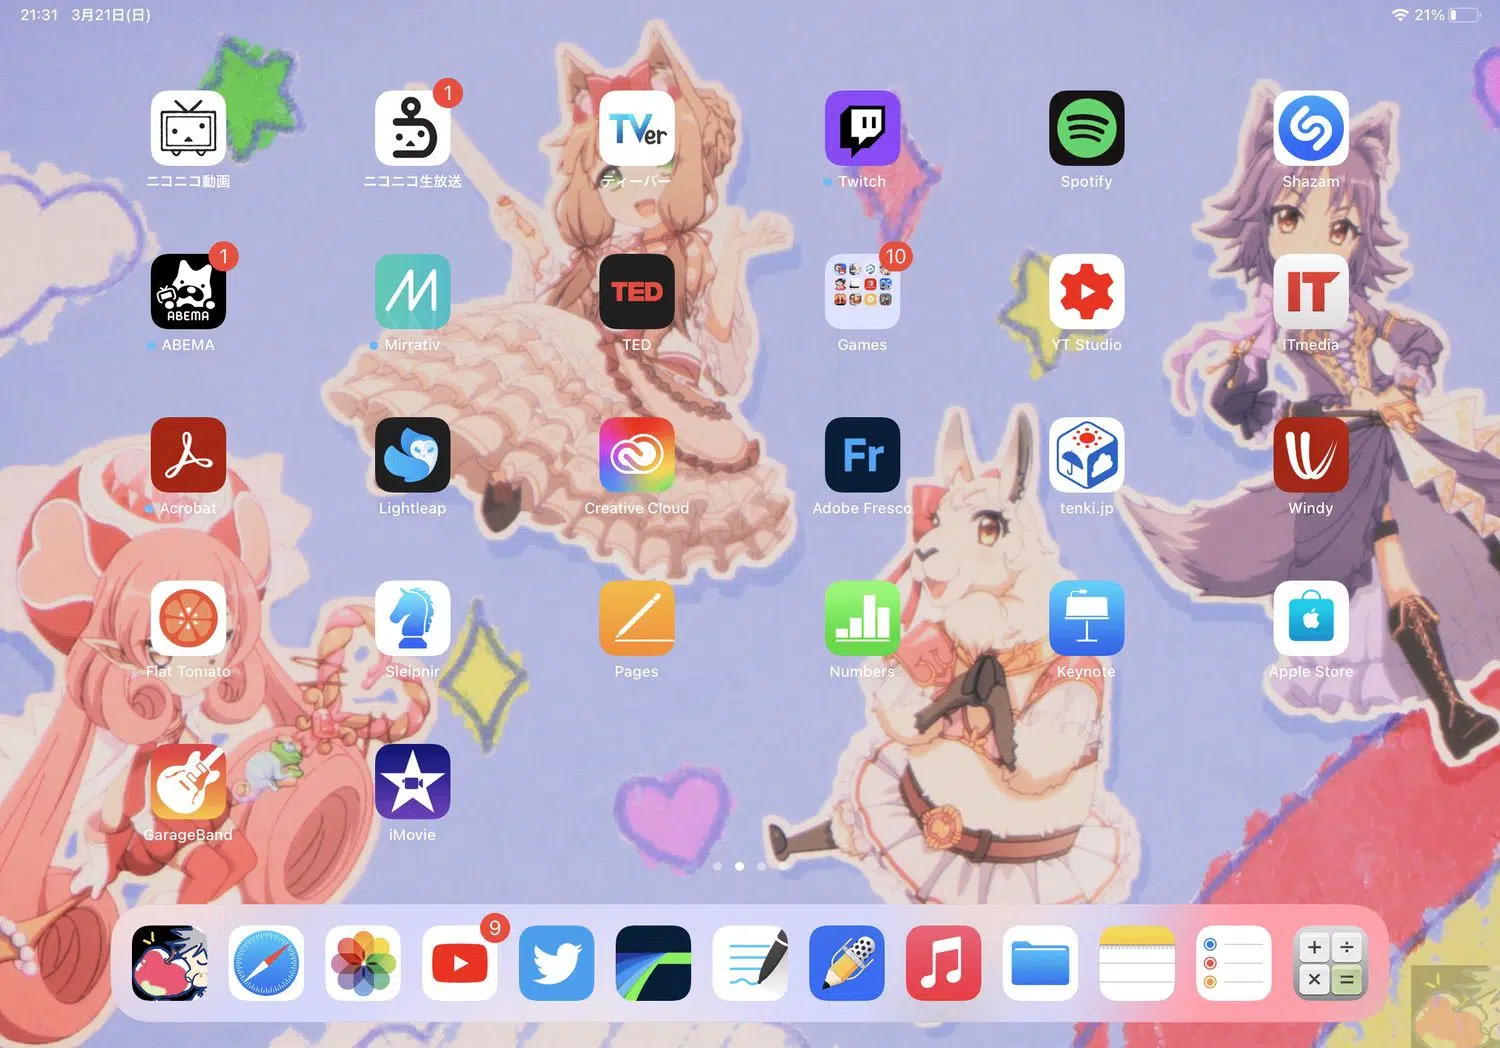 21:31 3月21日(日)
21%
1
ニコニコ動画
ニコニコ生放送
TVer
ティーバー
Twitch
Spotify
Shazam
1
10
ABEMA
TED
IT
ABEMA
Mirrativ
TED
Games
YT Studio
ITmedia
Fr
Acrobat
Lightleap
Creative Cloud
Adobe Fresco
tenki.jp
Windy
Flat Tomato
Sleipnir
Pages
Numbers
Keynote
Apple Store
GarageBand
iMovie
9
+ ÷
× =